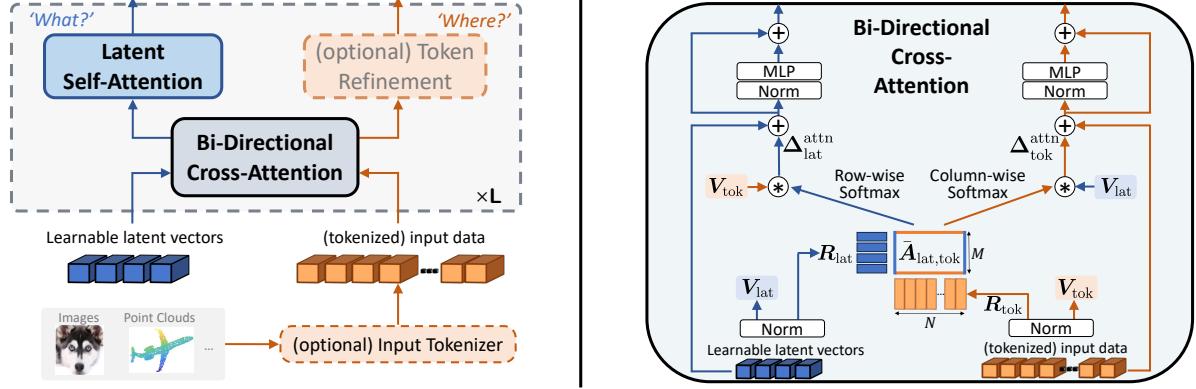 'What?'
'Where?'
Latent
Self-Attention
(optional) Token
Refinement
Bi-Directional
Cross-Attention
×L
Learnable latent vectors
(tokenized) input data
Images
Point Clouds
...
(optional) Input Tokenizer
Bi-Directional
Cross-
Attention
MLP
Norm
MLP
Norm
Δ_lat^attn
Δ_tok^attn
V_tok
Row-wise
Softmax
Column-wise
Softmax
V_lat
R_lat
Ā_lat,tok
M
V_lat
...
N
R_tok
V_tok
Norm
Norm
Learnable latent vectors
(tokenized) input data